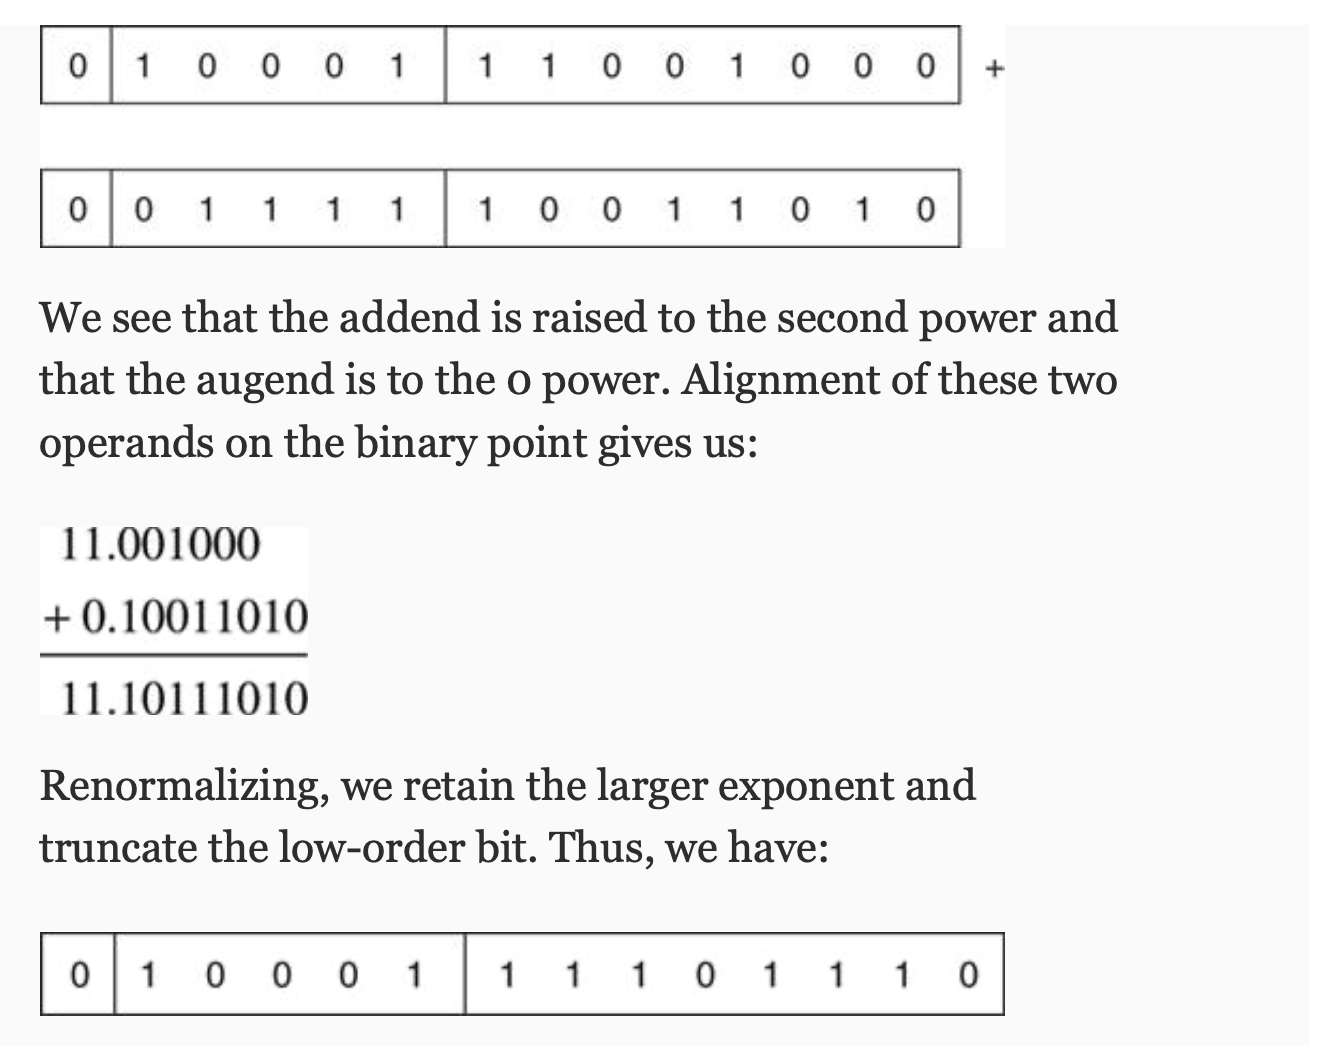 0 1 0 0 0 1 1 1 0 0 1 0 0 0 +
0 0 1 1 1 1 1 0 0 1 1 0 1 0
We see that the addend is raised to the second power and
that the augend is to the 0 power. Alignment of these two
operands on the binary point gives us:
11.001000
+ 0.10011010
11.10111010
Renormalizing, we retain the larger exponent and
truncate the low-order bit. Thus, we have:
0 1 0 0 0 1 1 1 1 0 1 1 1 0